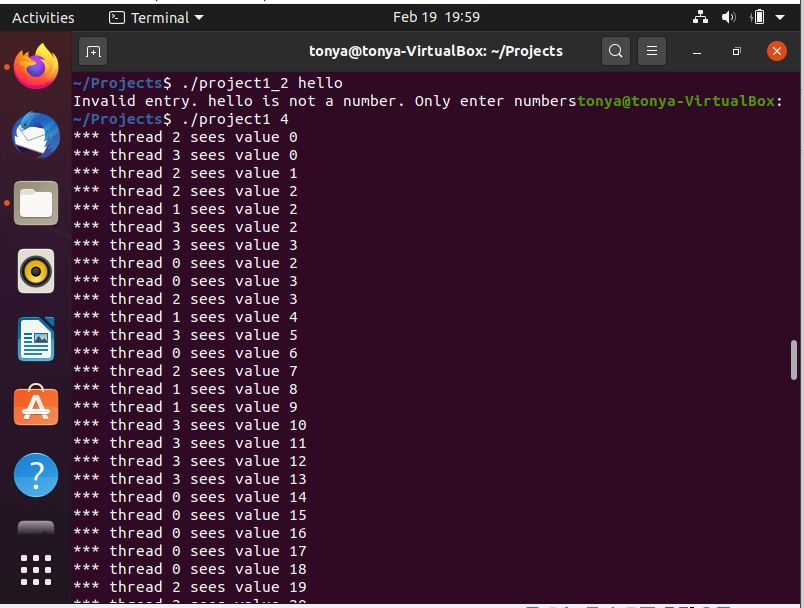 Activities Terminal Feb 19 19:59
tonya@tonya-VirtualBox: ~/Projects
~/Projects$ ./project1_2 hello
Invalid entry. hello is not a number. Only enter numberstonya@tonya-VirtualBox:
~/Projects$ ./project1 4
*** thread 2 sees value 0
*** thread 3 sees value 0
*** thread 2 sees value 1
*** thread 2 sees value 2
*** thread 1 sees value 2
*** thread 3 sees value 2
*** thread 3 sees value 3
*** thread 0 sees value 2
*** thread 0 sees value 3
*** thread 2 sees value 3
*** thread 1 sees value 4
*** thread 3 sees value 5
*** thread 0 sees value 6
*** thread 2 sees value 7
*** thread 1 sees value 8
*** thread 1 sees value 9
*** thread 3 sees value 10
*** thread 3 sees value 11
*** thread 3 sees value 12
*** thread 3 sees value 13
*** thread 0 sees value 14
*** thread 0 sees value 15
*** thread 0 sees value 16
*** thread 0 sees value 17
*** thread 0 sees value 18
*** thread 2 sees value 19